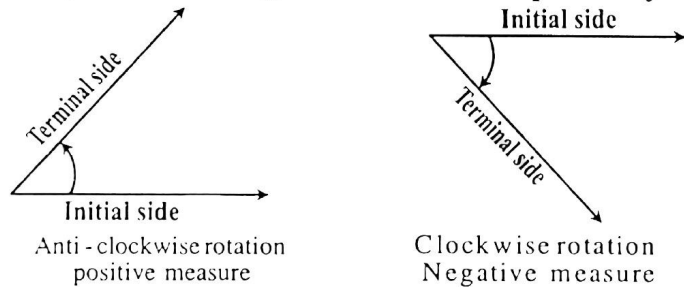 Initial side
Terminal side
Terminal side
Initial side
Anti - clockwise rotation
positive measure
Clockwise rotation
Negative measure